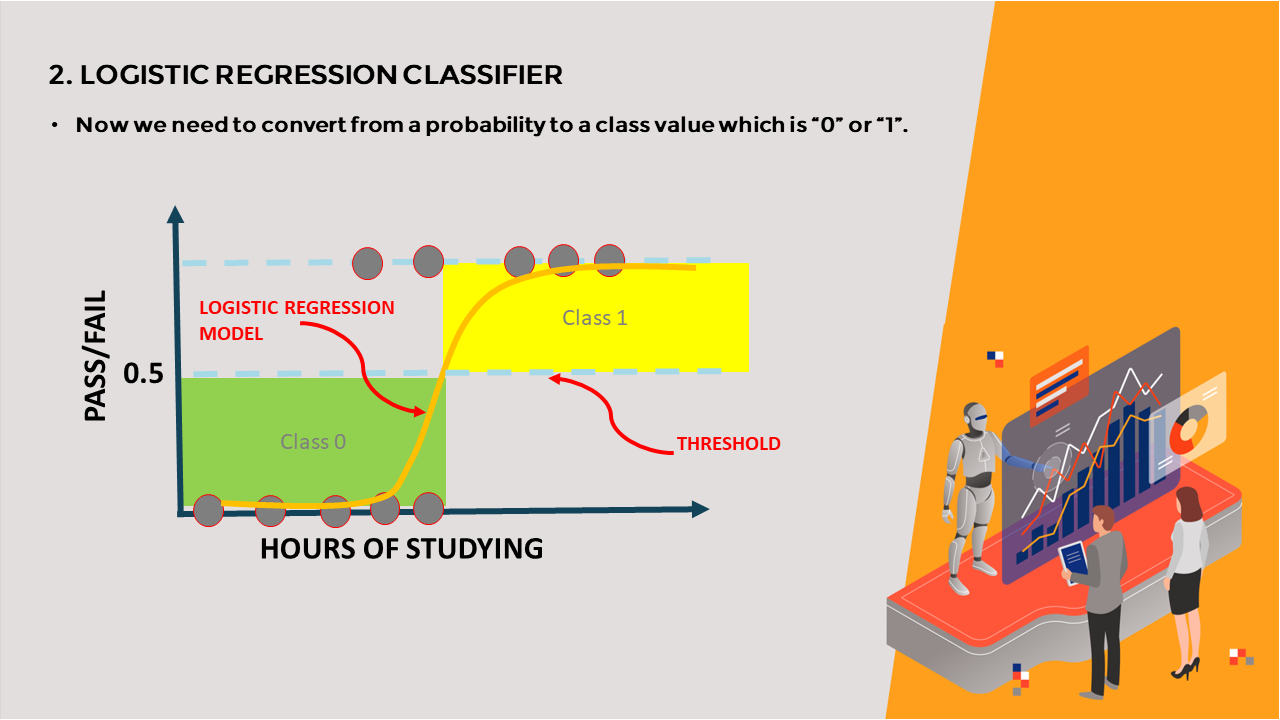 2. LOGISTIC REGRESSION CLASSIFIER
• Now we need to convert from a probability to a class value which is “0” or “1”.
LOGISTIC REGRESSION
MODEL
Class 1
PASS/FAIL
0.5
Class 0
THRESHOLD
HOURS OF STUDYING